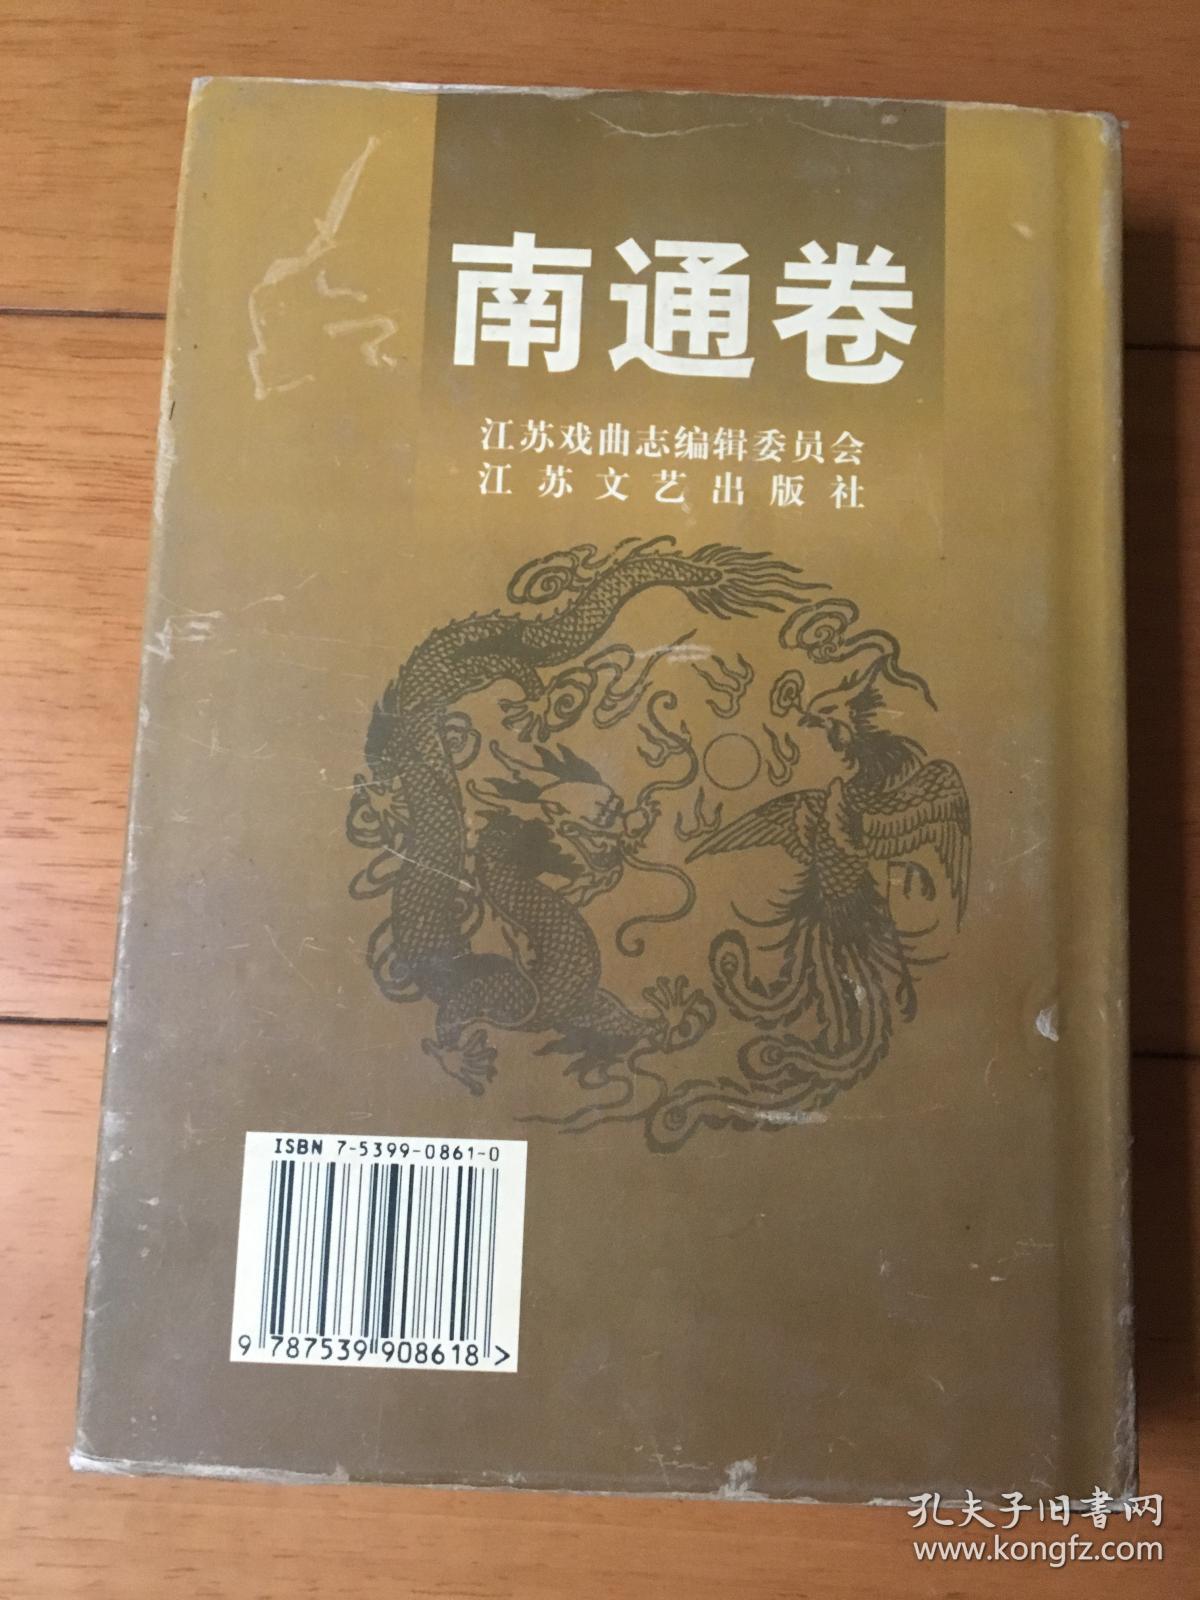 南通卷
江苏戏曲志编辑委员会
江苏文艺出版社
ISBN 7-5399-0861-0
9 787539 908618 >
孔夫子旧书网
www.kongfz.com